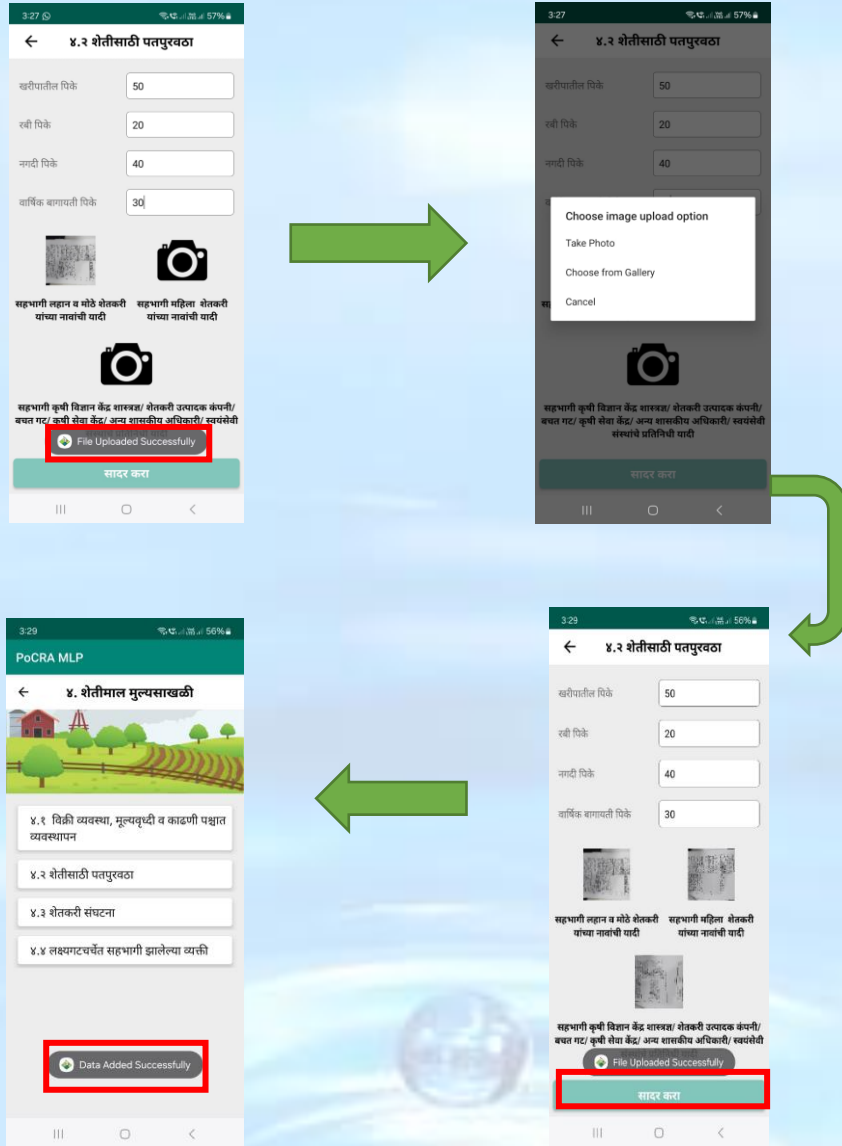 3:27
57%
४.२ शेतीसाठी पतपुरवठा
खरीपातील पिके
50
रबी पिके
20
नगदी पिके
40
वार्षिक बागायती पिके
30
सहभागी लहान व मोठे शेतकरी
यांच्या नावांची यादी
सहभागी महिला शेतकरी
यांच्या नावांची यादी
सहभागी कृषी विज्ञान केंद्र शास्त्रज्ञ/ शेतकरी उत्पादक कंपनी/
बचत गट/ कृषी सेवा केंद्र/ अन्य शासकीय अधिकारी/ स्वयंसेवी
File Uploaded Successfully
सादर करा
3:27
57%
४.२ शेतीसाठी पतपुरवठा
खरीपातील पिके
50
रबी पिके
20
नगदी पिके
40
Choose image upload option
Take Photo
Choose from Gallery
Cancel
सहभागी कृषी विज्ञान केंद्र शास्त्रज्ञ/ शेतकरी उत्पादक कंपनी/
बचत गट/ कृषी सेवा केंद्र/ अन्य शासकीय अधिकारी/ स्वयंसेवी
संस्थांचे प्रतिनिधी यादी
सादर करा
3:29
56%
PoCRA MLP
४. शेतीमाल मुल्यसाखळी
४.१ विक्री व्यवस्था, मूल्यवृध्दी व काढणी पश्चात
व्यवस्थापन
४.२ शेतीसाठी पतपुरवठा
४.३ शेतकरी संघटना
४.४ लक्ष्यगटचर्चेत सहभागी झालेल्या व्यक्ती
Data Added Successfully
3:29
56%
४.२ शेतीसाठी पतपुरवठा
खरीपातील पिके
50
रबी पिके
20
नगदी पिके
40
वार्षिक बागायती पिके
30
सहभागी लहान व मोठे शेतकरी
यांच्या नावांची यादी
सहभागी महिला शेतकरी
यांच्या नावांची यादी
सहभागी कृषी विज्ञान केंद्र शास्त्रज्ञ/ शेतकरी उत्पादक कंपनी/
बचत गट/ कृषी सेवा केंद्र/ अन्य शासकीय अधिकारी/ स्वयंसेवी
File Uploaded Successfully
सादर करा